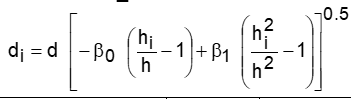 d_i = d [ -β_0 ( h_i / h - 1 ) + β_1 ( h_i^2 / h^2 - 1 ) ]^0.5